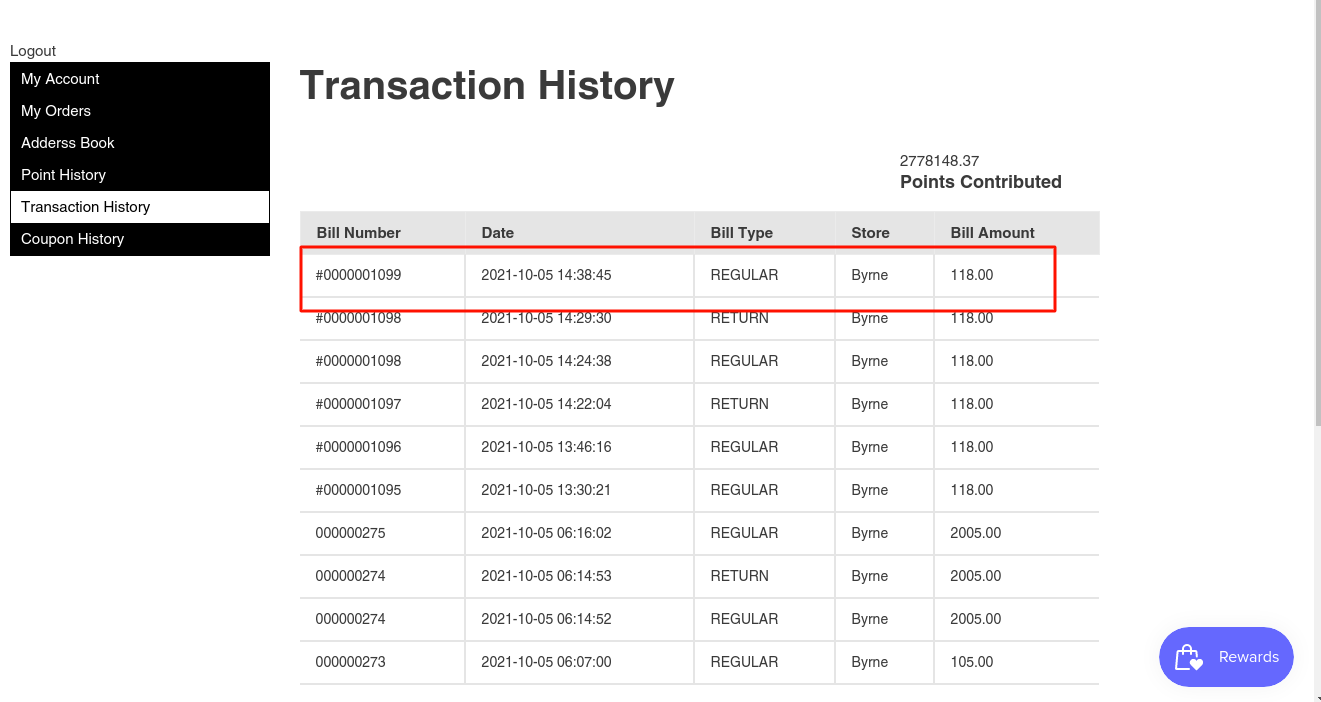 Logout
My Account
My Orders
Adderss Book
Point History
Transaction History
Coupon History
Transaction History
2778148.37
Points Contributed
Bill Number Date Bill Type Store Bill Amount
#0000001099 2021-10-05 14:38:45 REGULAR Byrne 118.00
#0000001098 2021-10-05 14:29:30 RETURN Byrne 118.00
#0000001098 2021-10-05 14:24:38 REGULAR Byrne 118.00
#0000001097 2021-10-05 14:22:04 RETURN Byrne 118.00
#0000001096 2021-10-05 13:46:16 REGULAR Byrne 118.00
#0000001095 2021-10-05 13:30:21 REGULAR Byrne 118.00
000000275 2021-10-05 06:16:02 REGULAR Byrne 2005.00
000000274 2021-10-05 06:14:53 RETURN Byrne 2005.00
000000274 2021-10-05 06:14:52 REGULAR Byrne 2005.00
000000273 2021-10-05 06:07:00 REGULAR Byrne 105.00
Rewards